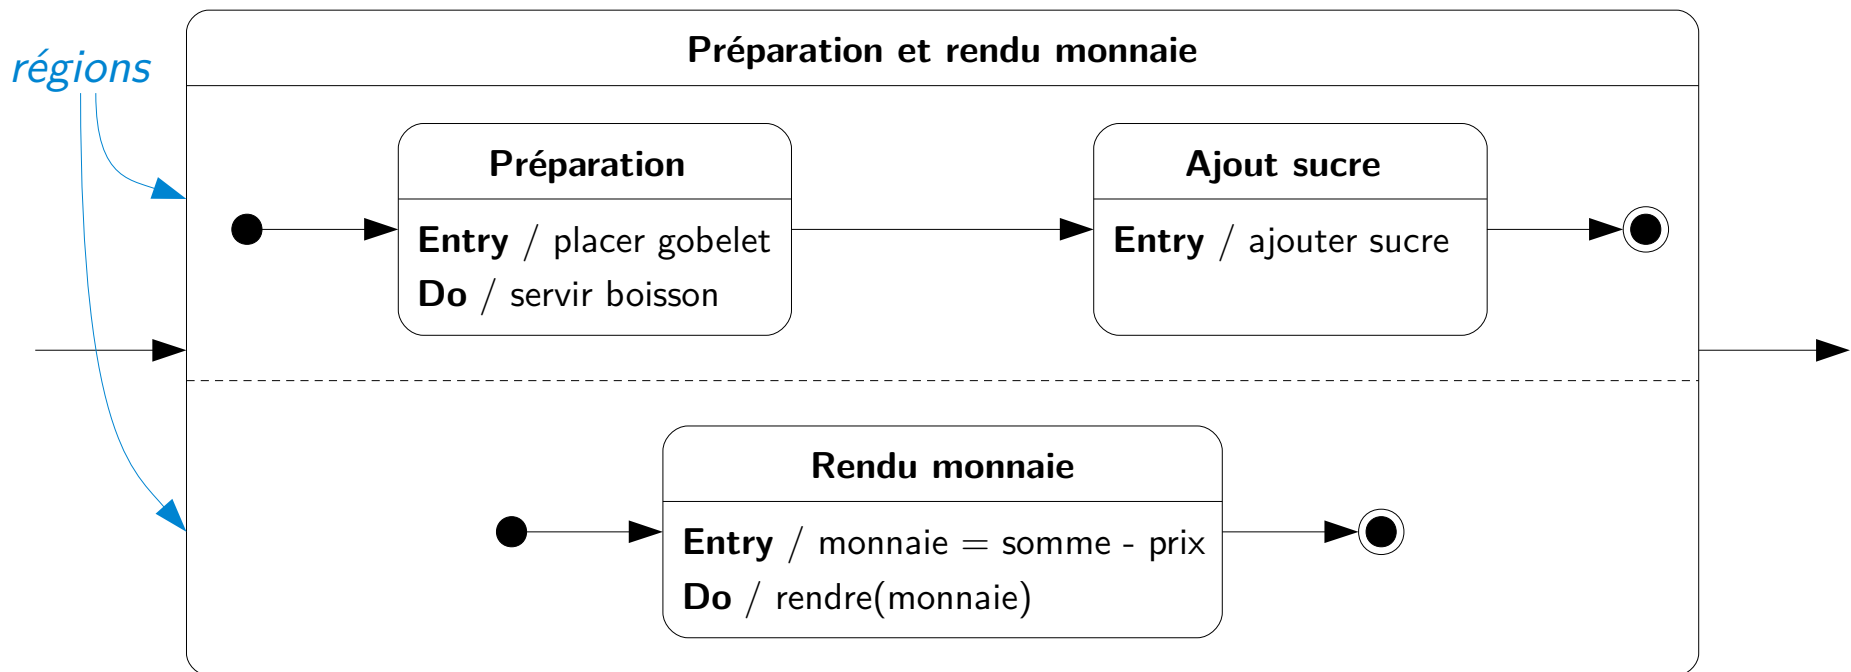 Préparation et rendu monnaie
régions
Préparation
Entry / placer gobelet
Do / servir boisson
Ajout sucre
Entry / ajouter sucre
Rendu monnaie
Entry / monnaie = somme - prix
Do / rendre(monnaie)